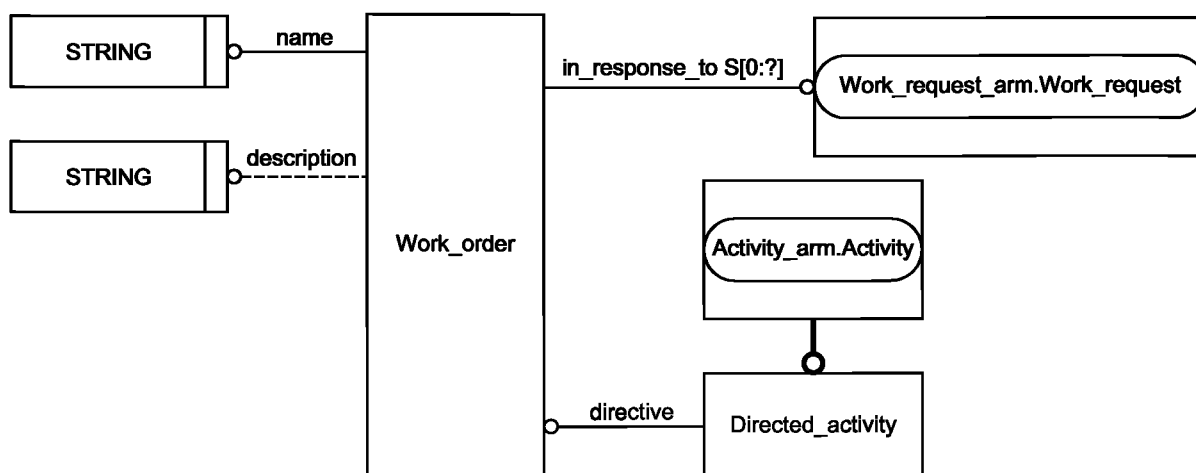 STRING
name
in_response_to S[0:?]
Work_request_arm.Work_request
STRING
description
Work_order
Activity_arm.Activity
directive
Directed_activity